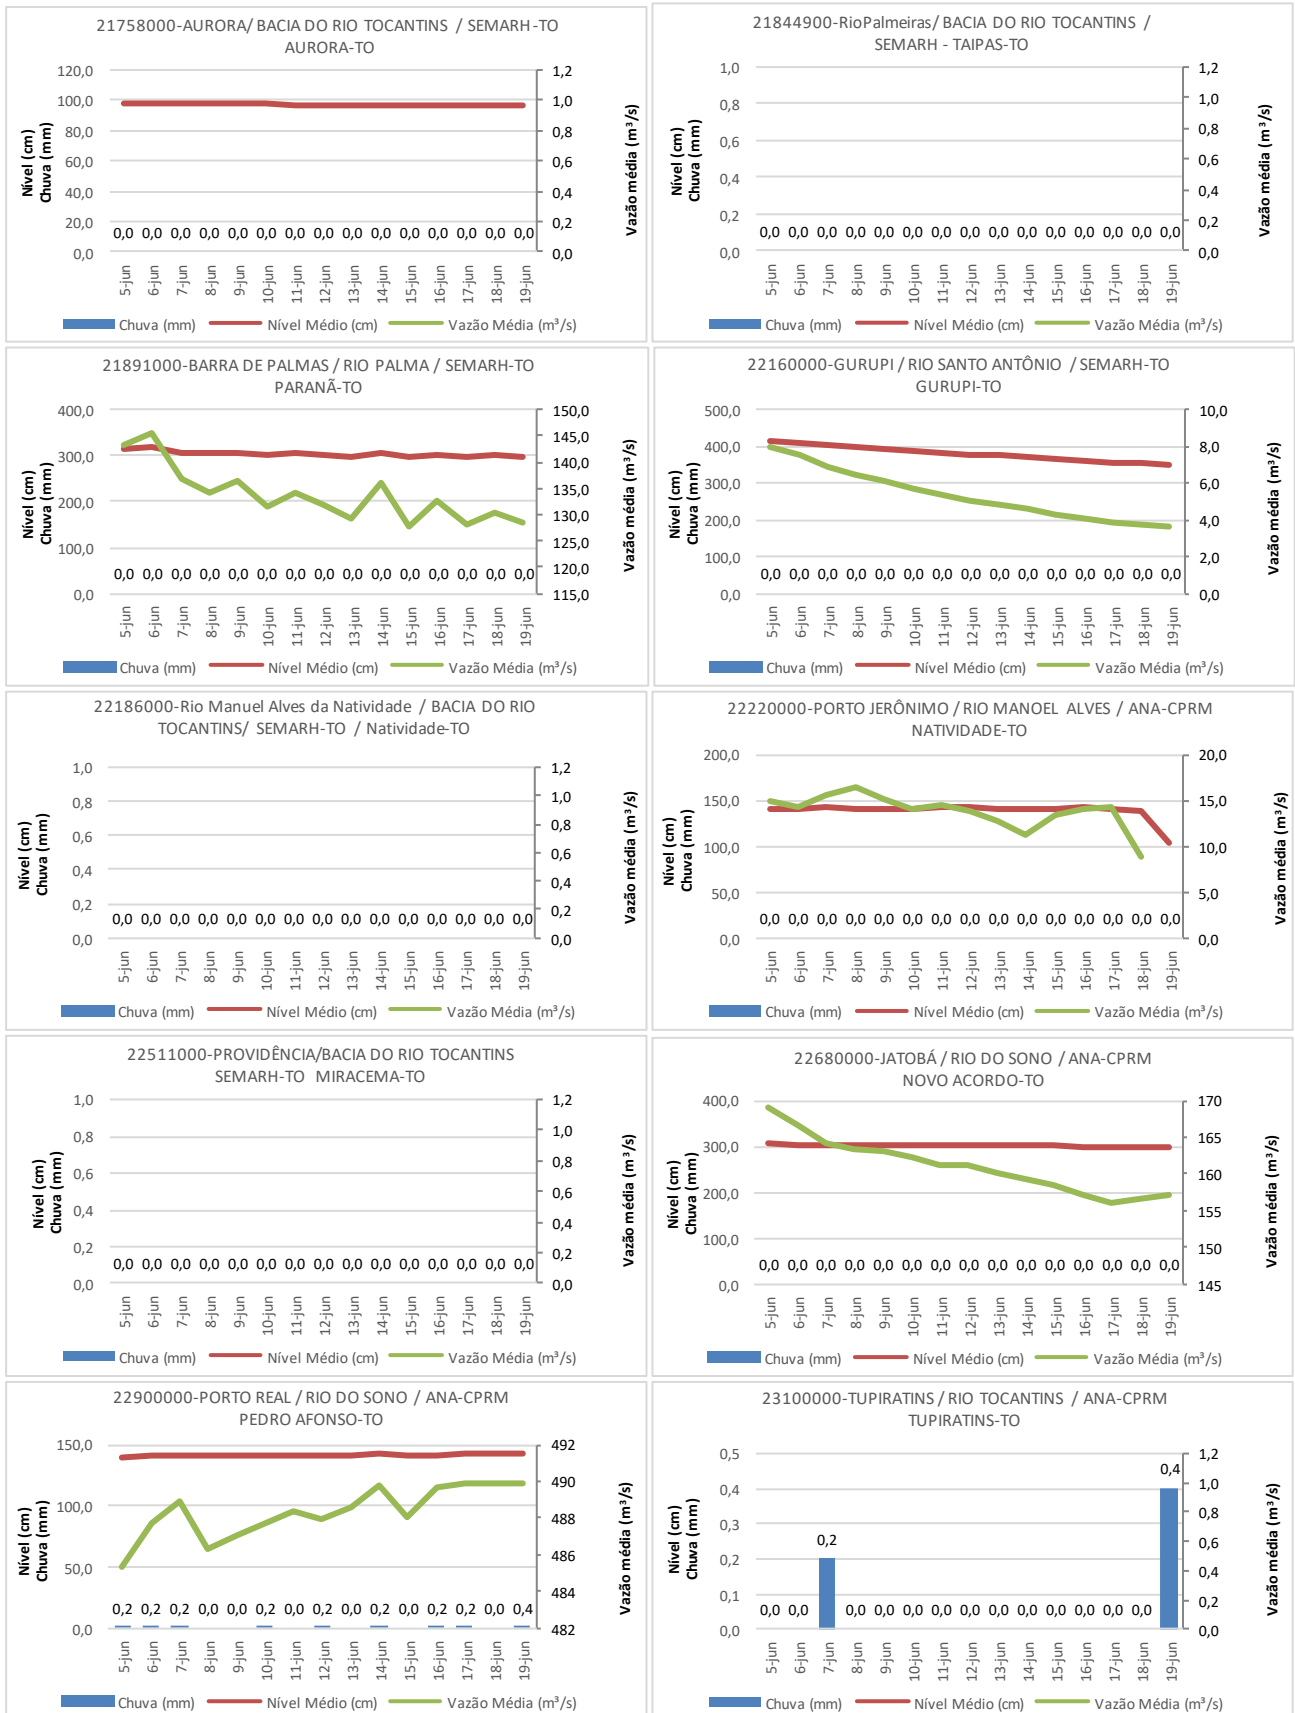 21758000-AURORA/ BACIA DO RIO TOCANTINS / SEMARH-TO
AURORA-TO
120,0
100,0
80,0
60,0
40,0
20,0
0,0
Nível (cm)
Chuva (mm)
1,2
1,0
0,8
0,6
0,4
0,2
0,0
Vazão média (m³/s)
0,0 0,0 0,0 0,0 0,0 0,0 0,0 0,0 0,0 0,0 0,0 0,0 0,0 0,0 0,0
5-jun 6-jun 7-jun 8-jun 9-jun 10-jun 11-jun 12-jun 13-jun 14-jun 15-jun 16-jun 17-jun 18-jun 19-jun
Chuva (mm) Nível Médio (cm) Vazão Média (m³/s)
21844900-RioPalmeiras/ BACIA DO RIO TOCANTINS /
SEMARH - TAIPAS-TO
1,0
0,8
0,6
0,4
0,2
0,0
Nível (cm)
Chuva (mm)
1,2
1,0
0,8
0,6
0,4
0,2
0,0
Vazão média (m³/s)
0,0 0,0 0,0 0,0 0,0 0,0 0,0 0,0 0,0 0,0 0,0 0,0 0,0 0,0 0,0
5-jun 6-jun 7-jun 8-jun 9-jun 10-jun 11-jun 12-jun 13-jun 14-jun 15-jun 16-jun 17-jun 18-jun 19-jun
Chuva (mm) Nível Médio (cm) Vazão Média (m³/s)
21891000-BARRA DE PALMAS / RIO PALMA / SEMARH-TO
PARANÃ-TO
400,0
300,0
200,0
100,0
0,0
Nível (cm)
Chuva (mm)
150,0
145,0
140,0
135,0
130,0
125,0
120,0
115,0
Vazão média (m³/s)
0,0 0,0 0,0 0,0 0,0 0,0 0,0 0,0 0,0 0,0 0,0 0,0 0,0 0,0 0,0
5-jun 6-jun 7-jun 8-jun 9-jun 10-jun 11-jun 12-jun 13-jun 14-jun 15-jun 16-jun 17-jun 18-jun 19-jun
Chuva (mm) Nível Médio (cm) Vazão Média (m³/s)
22160000-GURUPI / RIO SANTO ANTÔNIO / SEMARH-TO
GURUPI-TO
500,0
400,0
300,0
200,0
100,0
0,0
Nível (cm)
Chuva (mm)
10,0
8,0
6,0
4,0
2,0
0,0
Vazão média (m³/s)
0,0 0,0 0,0 0,0 0,0 0,0 0,0 0,0 0,0 0,0 0,0 0,0 0,0 0,0 0,0
5-jun 6-jun 7-jun 8-jun 9-jun 10-jun 11-jun 12-jun 13-jun 14-jun 15-jun 16-jun 17-jun 18-jun 19-jun
Chuva (mm) Nível Médio (cm) Vazão Média (m³/s)
22186000-Rio Manuel Alves da Natividade / BACIA DO RIO
TOCANTINS/ SEMARH-TO / Natividade-TO
1,0
0,8
0,6
0,4
0,2
0,0
Nível (cm)
Chuva (mm)
1,2
1,0
0,8
0,6
0,4
0,2
0,0
Vazão média (m³/s)
0,0 0,0 0,0 0,0 0,0 0,0 0,0 0,0 0,0 0,0 0,0 0,0 0,0 0,0 0,0
5-jun 6-jun 7-jun 8-jun 9-jun 10-jun 11-jun 12-jun 13-jun 14-jun 15-jun 16-jun 17-jun 18-jun 19-jun
Chuva (mm) Nível Médio (cm) Vazão Média (m³/s)
22220000-PORTO JERÔNIMO / RIO MANOEL ALVES / ANA-CPRM
NATIVIDADE-TO
200,0
150,0
100,0
50,0
0,0
Nível (cm)
Chuva (mm)
20,0
15,0
10,0
5,0
0,0
Vazão média (m³/s)
0,0 0,0 0,0 0,0 0,0 0,0 0,0 0,0 0,0 0,0 0,0 0,0 0,0 0,0 0,0
5-jun 6-jun 7-jun 8-jun 9-jun 10-jun 11-jun 12-jun 13-jun 14-jun 15-jun 16-jun 17-jun 18-jun 19-jun
Chuva (mm) Nível Médio (cm) Vazão Média (m³/s)
22511000-PROVIDÊNCIA/BACIA DO RIO TOCANTINS
SEMARH-TO MIRACEMA-TO
1,0
0,8
0,6
0,4
0,2
0,0
Nível (cm)
Chuva (mm)
1,2
1,0
0,8
0,6
0,4
0,2
0,0
Vazão média (m³/s)
0,0 0,0 0,0 0,0 0,0 0,0 0,0 0,0 0,0 0,0 0,0 0,0 0,0 0,0 0,0
5-jun 6-jun 7-jun 8-jun 9-jun 10-jun 11-jun 12-jun 13-jun 14-jun 15-jun 16-jun 17-jun 18-jun 19-jun
Chuva (mm) Nível Médio (cm) Vazão Média (m³/s)
22680000-JATOBÁ / RIO DO SONO / ANA-CPRM
NOVO ACORDO-TO
400,0
300,0
200,0
100,0
0,0
Nível (cm)
Chuva (mm)
170
165
160
155
150
145
Vazão média (m³/s)
0,0 0,0 0,0 0,0 0,0 0,0 0,0 0,0 0,0 0,0 0,0 0,0 0,0 0,0 0,0
5-jun 6-jun 7-jun 8-jun 9-jun 10-jun 11-jun 12-jun 13-jun 14-jun 15-jun 16-jun 17-jun 18-jun 19-jun
Chuva (mm) Nível Médio (cm) Vazão Média (m³/s)
22900000-PORTO REAL / RIO DO SONO / ANA-CPRM
PEDRO AFONSO-TO
150,0
100,0
50,0
0,0
Nível (cm)
Chuva (mm)
492
490
488
486
484
482
Vazão média (m³/s)
0,2 0,2 0,2 0,0 0,0 0,2 0,0 0,2 0,0 0,2 0,0 0,2 0,2 0,0 0,4
5-jun 6-jun 7-jun 8-jun 9-jun 10-jun 11-jun 12-jun 13-jun 14-jun 15-jun 16-jun 17-jun 18-jun 19-jun
Chuva (mm) Nível Médio (cm) Vazão Média (m³/s)
23100000-TUPIRATINS / RIO TOCANTINS / ANA-CPRM
TUPIRATINS-TO
0,5
0,4
0,3
0,2
0,1
0,0
Nível (cm)
Chuva (mm)
1,2
1,0
0,8
0,6
0,4
0,2
0,0
Vazão média (m³/s)
0,0 0,0 0,2 0,0 0,0 0,0 0,0 0,0 0,0 0,0 0,0 0,0 0,0 0,0 0,4
5-jun 6-jun 7-jun 8-jun 9-jun 10-jun 11-jun 12-jun 13-jun 14-jun 15-jun 16-jun 17-jun 18-jun 19-jun
Chuva (mm) Nível Médio (cm) Vazão Média (m³/s)